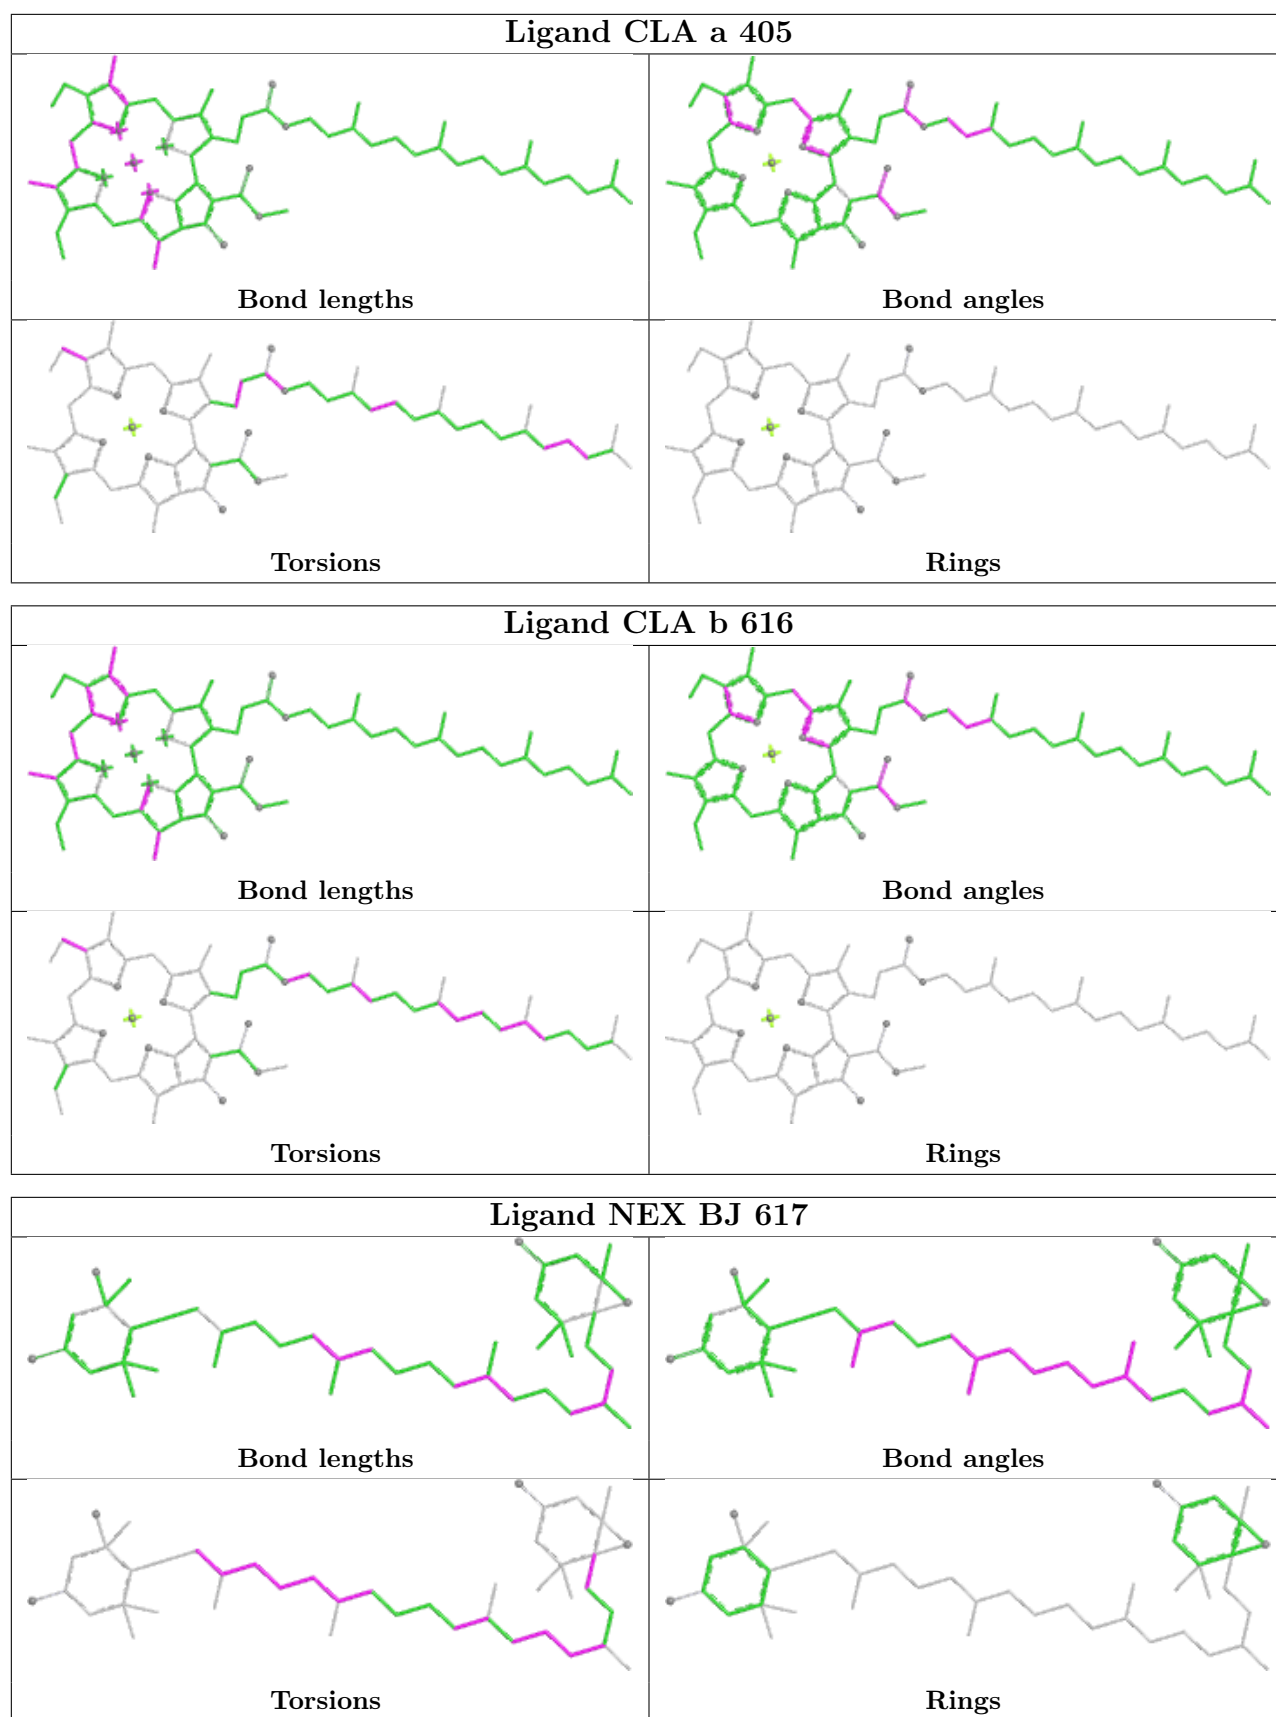 Ligand CLA a 405
Bond lengths
Bond angles
Torsions
Rings
Ligand CLA b 616
Bond lengths
Bond angles
Torsions
Rings
Ligand NEX BJ 617
Bond lengths
Bond angles
Torsions
Rings